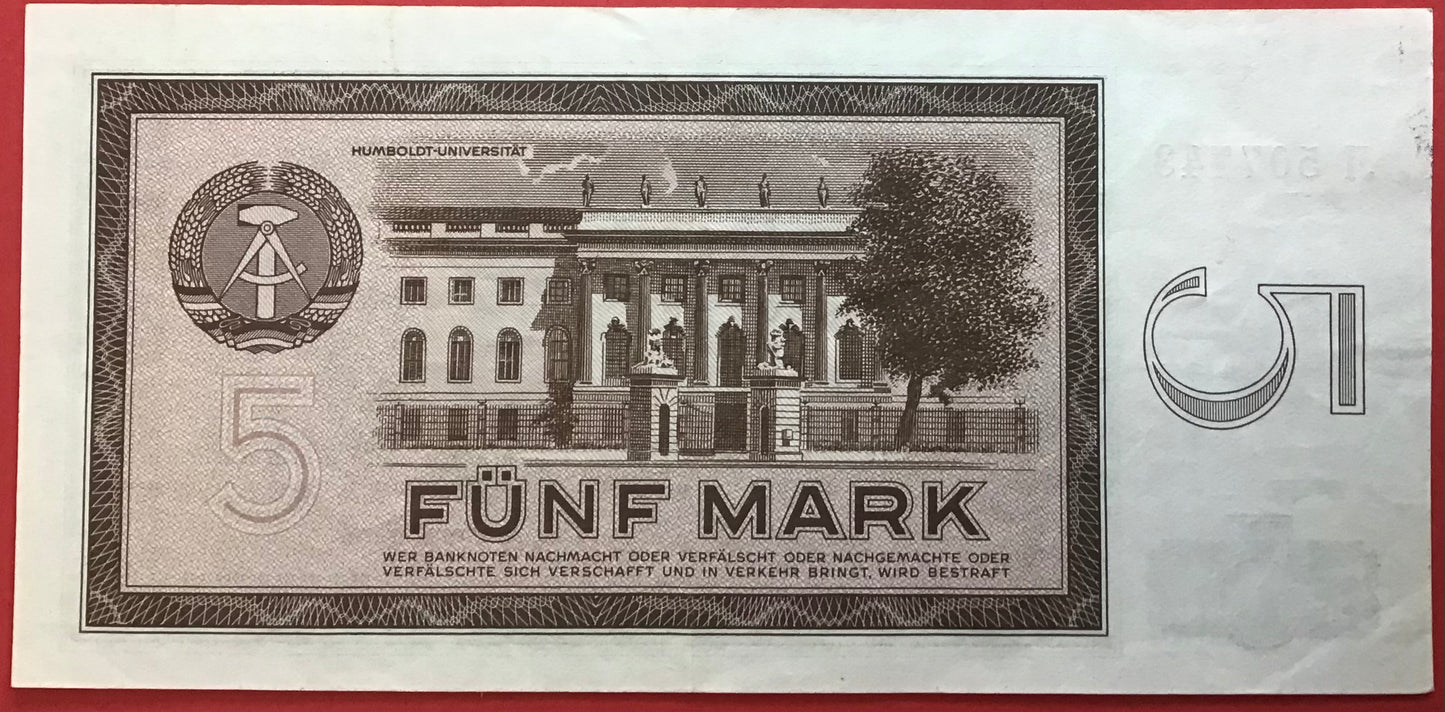 HUMBOLDT-UNIVERSITÄT
5
5
FÜNF MARK
WER BANKNOTEN NACHMACHT ODER VERFÄLSCHT ODER NACHGEMACHTE ODER
VERFÄLSCHTE SICH VERSCHAFFT UND IN VERKEHR BRINGT, WIRD BESTRAFT